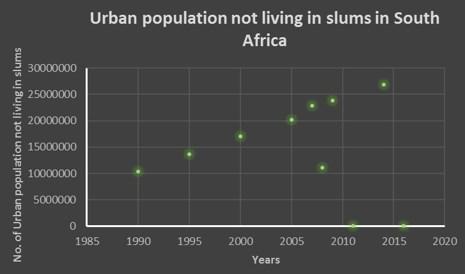 Urban population not living in slums in South
Africa
No. of Urban population not living in slums
30000000
25000000
20000000
15000000
10000000
5000000
0
1985 1990 1995 2000 2005 2010 2015 2020
Years